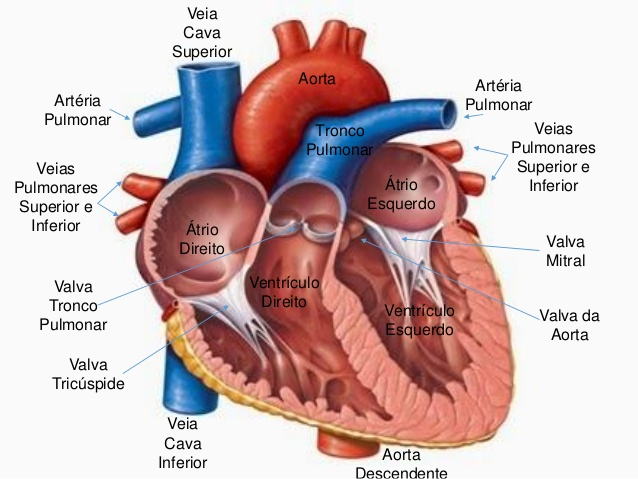 Veia
Cava
Superior
Aorta
Artéria
Pulmonar
Artéria
Pulmonar
Tronco
Pulmonar
Veias
Pulmonares
Superior e
Inferior
Veias
Pulmonares
Superior e
Inferior
Átrio
Esquerdo
Átrio
Direito
Valva
Mitral
Valva
Tronco
Pulmonar
Ventrículo
Direito
Ventrículo
Esquerdo
Valva da
Aorta
Valva
Tricúspide
Veia
Cava
Inferior
Aorta
Descendente